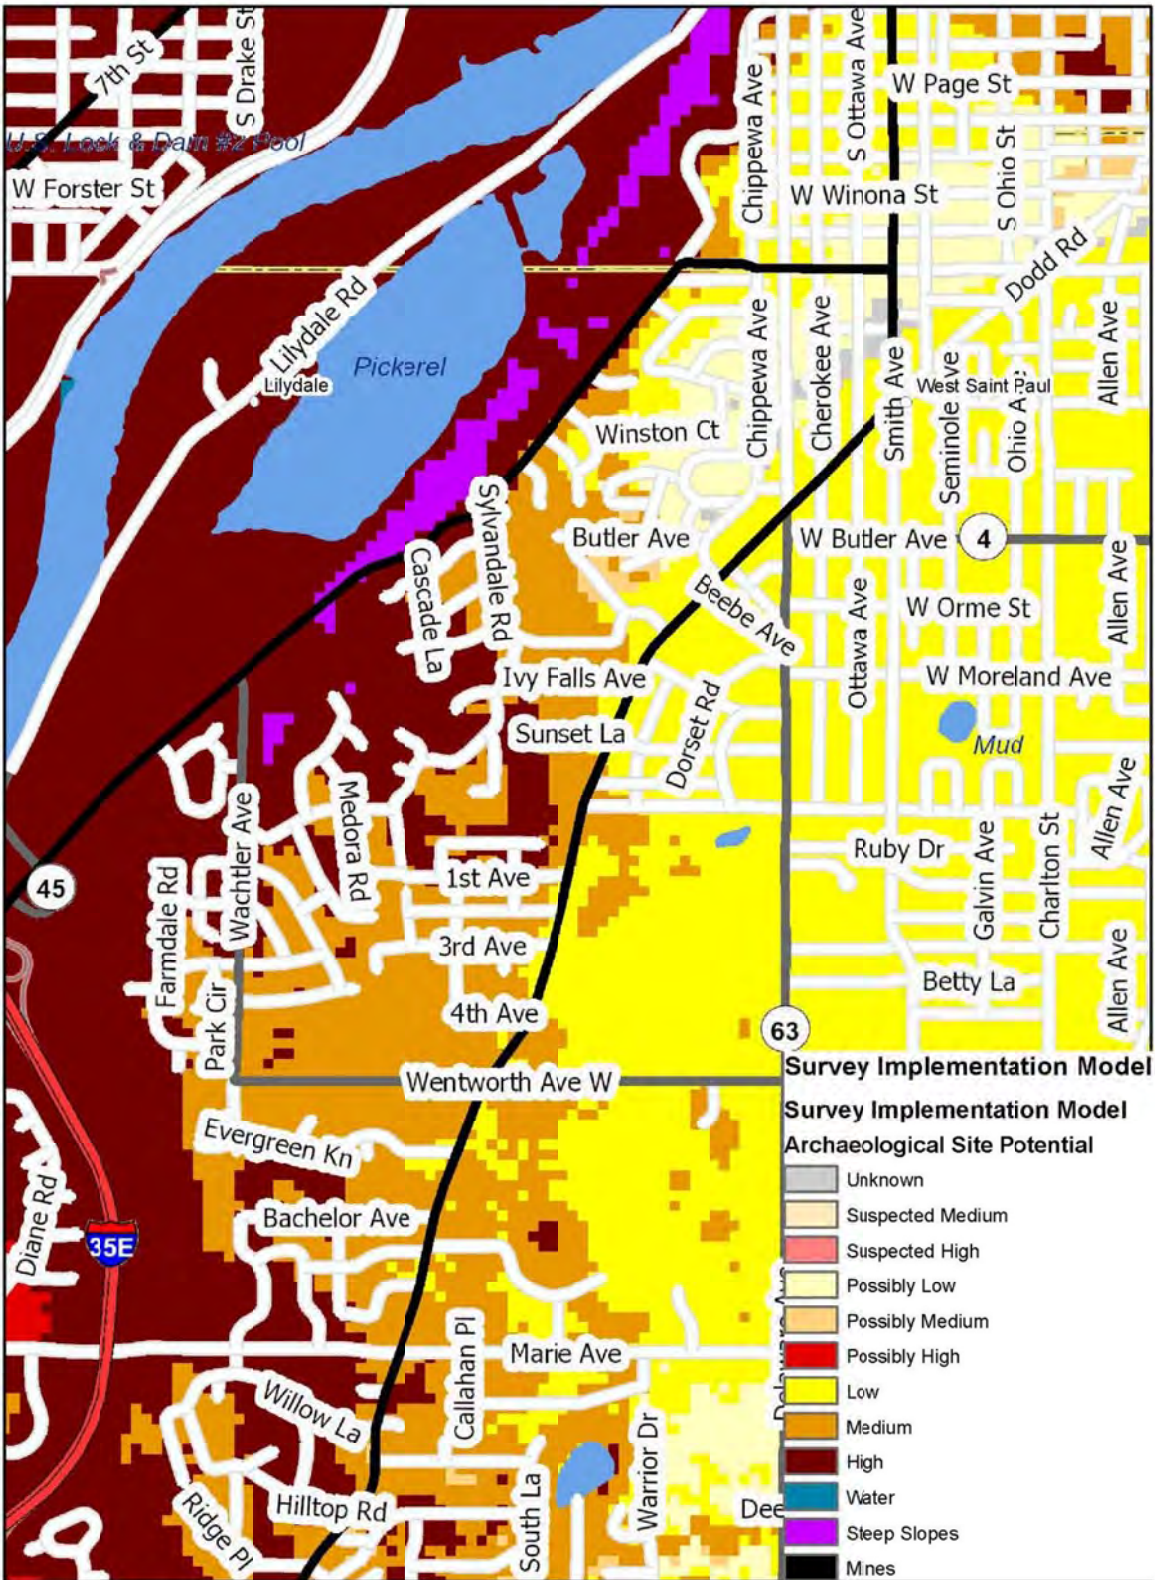 7th St
S Drake St
Chippewa Ave
S Ottawa Ave
W Page St
U.S. Lock & Dam #2 Pool
W Forster St
W Winona St
S Ohio St
Dodd Rd
Lilydale Rd
Lilydale
Pickerel
Chippewa Ave
Cherokee Ave
Smith Ave
West Saint Paul
Seminole Ave
Ohio Ave
Allen Ave
Winston Ct
Sylvandale Rd
Butler Ave
W Butler Ave
4
Cascade La
Beebe Ave
Ottawa Ave
W Orme St
Allen Ave
Ivy Falls Ave
W Moreland Ave
Sunset La
Dorset Rd
Mud
Medora Rd
Wachtler Ave
Ruby Dr
Galvin Ave
Charlton St
Allen Ave
45
Farmdale Rd
1st Ave
3rd Ave
Betty La
Allen Ave
Park Cir
4th Ave
63
Wentworth Ave W
Evergreen Kn
Diane Rd
35E
Bachelor Ave
Delaware Ave
Callahan Pl
Marie Ave
Willow La
Warrior Dr
Ridge Pl
Hilltop Rd
South La
Dee
Survey Implementation Model
Survey Implementation Model
Archaeological Site Potential
Unknown
Suspected Medium
Suspected High
Possibly Low
Possibly Medium
Possibly High
Low
Medium
High
Water
Steep Slopes
Mines